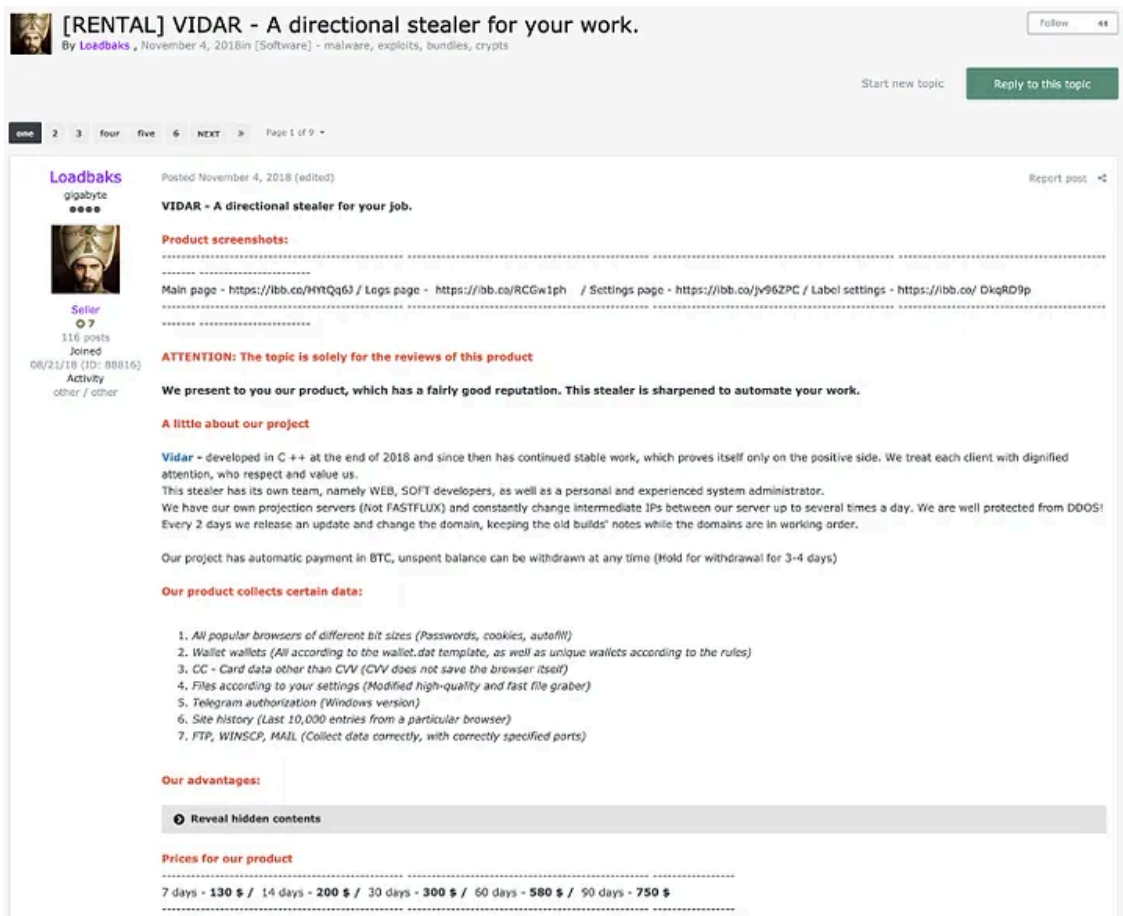 [RENTAL] VIDAR - A directional stealer for your work.
By Loadbaks , November 4, 2018in [Software] - malware, exploits, bundles, crypts
Follow 44
Start new topic
Reply to this topic
one 2 3 four five 6 NEXT » Page 1 of 9
Loadbaks
gigabyte
Seller
7
116 posts
Joined
08/21/18 (ID: 88816)
Activity
other / other
Posted November 4, 2018 (edited)
Report post
VIDAR - A directional stealer for your job.
Product screenshots:
-------------------------------------------- -------------------------------------------- -------------------------------------------- --------------------------------------
------- -----------------------
Main page - https://ibb.co/HYtQq6J / Logs page - https://ibb.co/RCGw1ph / Settings page - https://ibb.co/jv96ZPC / Label settings - https://ibb.co/ DkqRD9p
-------------------------------------------- -------------------------------------------- -------------------------------------------- --------------------------------------
------- -----------------------
ATTENTION: The topic is solely for the reviews of this product
We present to you our product, which has a fairly good reputation. This stealer is sharpened to automate your work.
A little about our project
Vidar - developed in C ++ at the end of 2018 and since then has continued stable work, which proves itself only on the positive side. We treat each client with dignified
attention, who respect and value us.
This stealer has its own team, namely WEB, SOFT developers, as well as a personal and experienced system administrator.
We have our own projection servers (Not FASTFLUX) and constantly change intermediate IPs between our server up to several times a day. We are well protected from DDOS!
Every 2 days we release an update and change the domain, keeping the old builds' notes while the domains are in working order.
Our project has automatic payment in BTC, unspent balance can be withdrawn at any time (Hold for withdrawal for 3-4 days)
Our product collects certain data:
1. All popular browsers of different bit sizes (Passwords, cookies, autofill)
2. Wallet wallets (All according to the wallet.dat template, as well as unique wallets according to the rules)
3. CC - Card data other than CVV (CVV does not save the browser itself)
4. Files according to your settings (Modified high-quality and fast file graber)
5. Telegram authorization (Windows version)
6. Site history (Last 10,000 entries from a particular browser)
7. FTP, WINSCP, MAIL (Collect data correctly, with correctly specified ports)
Our advantages:
Reveal hidden contents
Prices for our product
-------------------------------------------- -------------------------------------------- ---------------
7 days - 130 $ / 14 days - 200 $ / 30 days - 300 $ / 60 days - 580 $ / 90 days - 750 $
-------------------------------------------- -------------------------------------------- ---------------